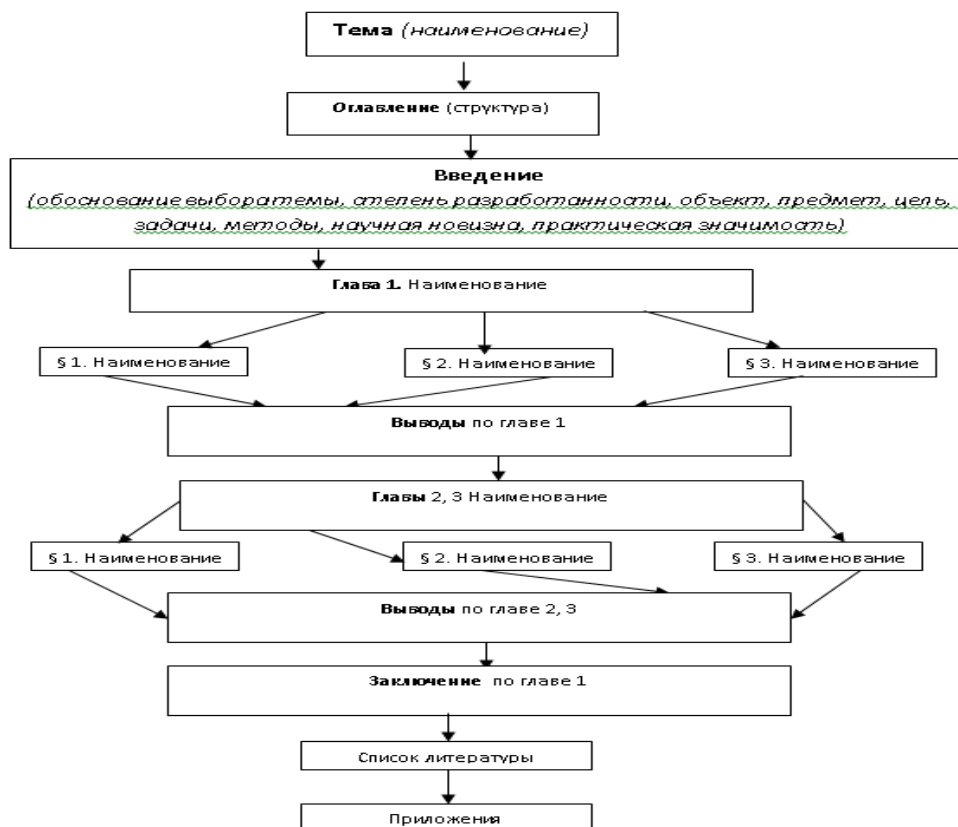 Тема (наименование)
Оглавление (структура)
Введение
(обоснование выбора темы, степень разработанности, объект, предмет, цель,
задачи, методы, научная новизна, практическая значимость)
Глава 1. Наименование
§ 1. Наименование
§ 2. Наименование
§ 3. Наименование
Выводы по главе 1
Главы 2, 3 Наименование
§ 1. Наименование
§ 2. Наименование
§ 3. Наименование
Выводы по главе 2, 3
Заключение по главе 1
Список литературы
Приложения